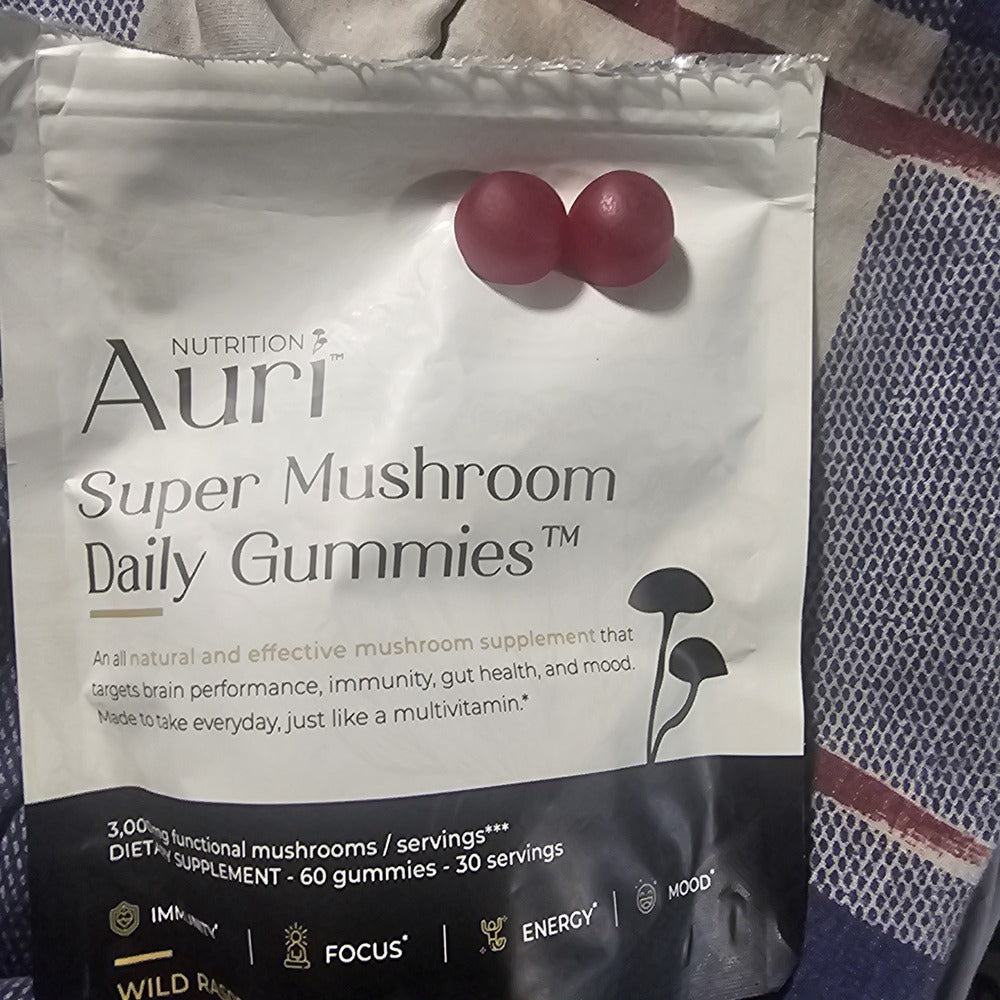 NUTRITION
Auri™
Super Mushroom
Daily Gummies™
An all natural and effective mushroom supplement that
targets brain performance, immunity, gut health, and mood.
Made to take everyday, just like a multivitamin.*
functional mushrooms / servings***
DIETARY SUPPLEMENT - 60 gummies - 30 servings
IMMUNITY*
FOCUS*
ENERGY*
MOOD*
WILD